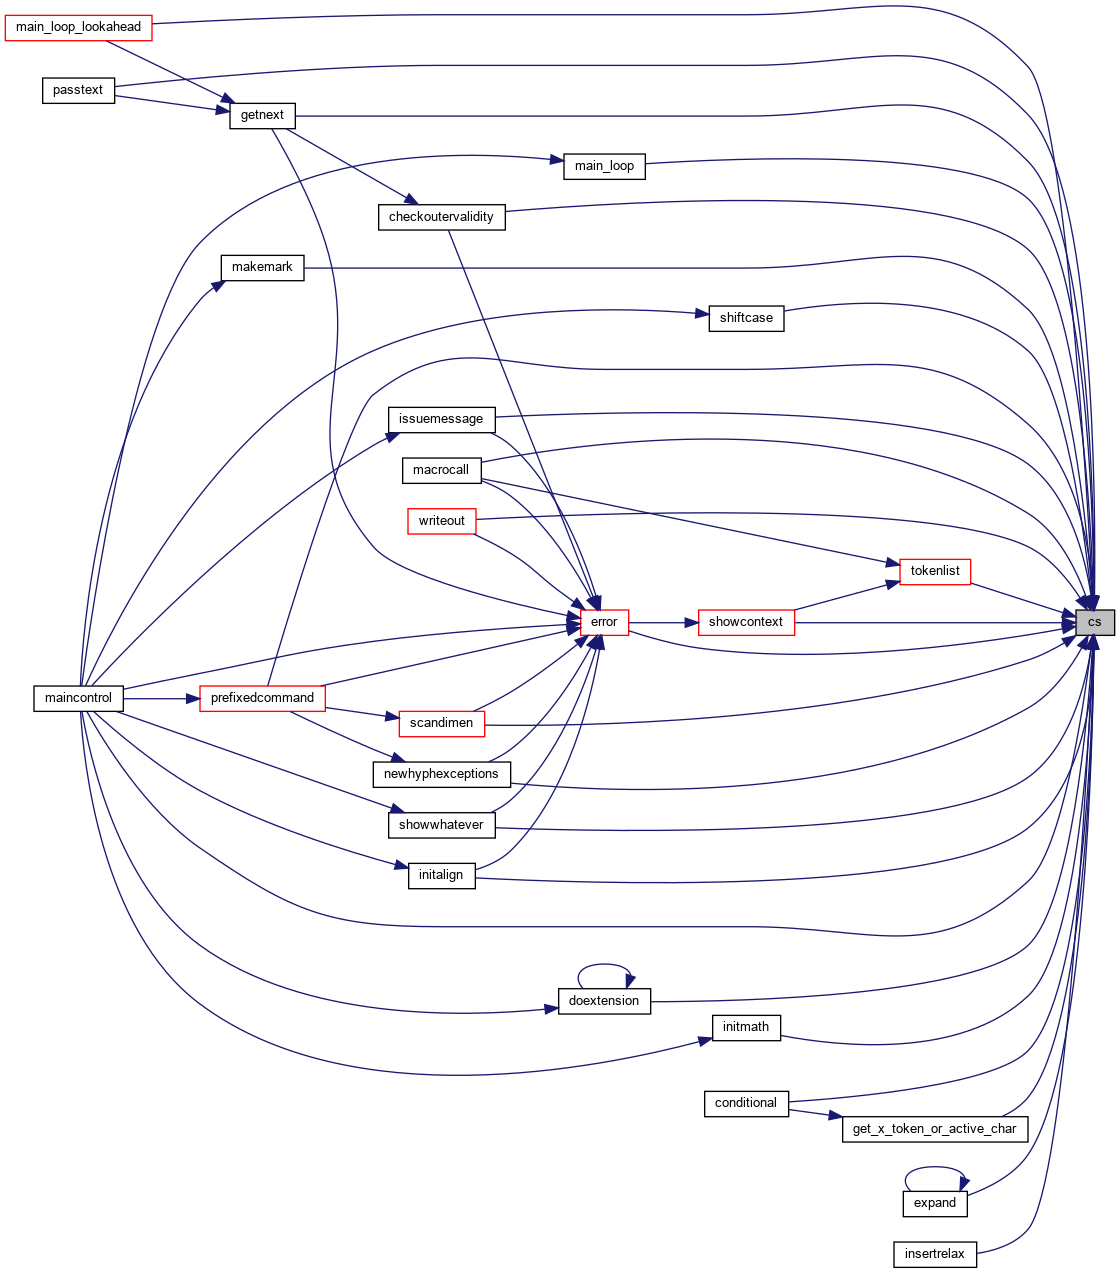 main_loop_lookahead
passtext
getnext
main_loop
checkoutervalidity
makemark
shiftcase
issuemessage
macrocall
writeout
tokenlist
error
showcontext
cs
maincontrol
prefixedcommand
scandimen
newhyphexceptions
showwhatever
initalign
doextension
initmath
conditional
get_x_token_or_active_char
expand
insertrelax